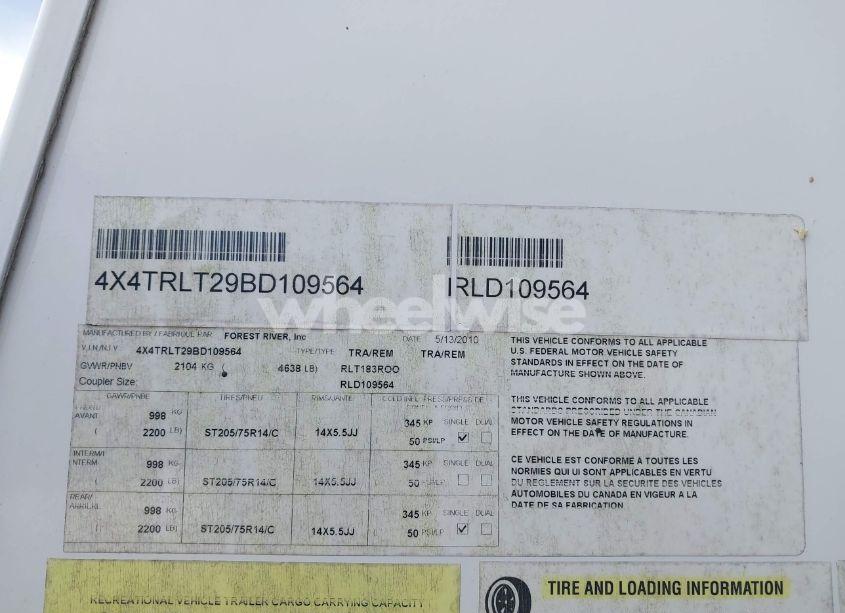 4X4TRLT29BD109564
RLD109564
wheelwise
MANUFACTURED BY / FABRIQUE PAR FOREST RIVER, Inc DATE 5/13/2010
V.I.N./N.I.V 4X4TRLT29BD109564 TYPE/TYPE TRA/REM TRA/REM
GVWR/PNBV 2104 KG ( 4638 LB) RLT183ROO
Coupler Size: RLD109564
GAWR/PNBE TIRES/PNEU RIMS/JANTE COLD INFL. PRESS/PRESS DE
AVANT 998 KG 345 KP SINGLE DUAL
( 2200 LB) ST205/75R14/C 14X5.5JJ ( 50 PSI/LP
INTERM/
INTERM 998 KG 345 KP SINGLE DUAL
( 2200 LB) ST205/75R14/C 14X5.5JJ ( 50 PSI/LP
REAR/
ARRIERE 998 KG 345 KP SINGLE DUAL
( 2200 LB) ST205/75R14/C 14X5.5JJ ( 50 PSI/LP
THIS VEHICLE CONFORMS TO ALL APPLICABLE
U.S. FEDERAL MOTOR VEHICLE SAFETY
STANDARDS IN EFFECT ON THE DATE OF
MANUFACTURE SHOWN ABOVE.
THIS VEHICLE CONFORMS TO ALL APPLICABLE
STANDARDS PRESCRIBED UNDER THE CANADIAN
MOTOR VEHICLE SAFETY REGULATIONS IN
EFFECT ON THE DATE OF MANUFACTURE.
CE VEHICULE EST CONFORME A TOUTES LES
NORMES QUI UI SONT APPLICABLES EN VERTU
DU REGLEMENT SUR LA SECURITE DES VEHICULES
AUTOMOBILES DU CANADA EN VIGEUR A LA
DATE DE SA FABRICATION.
RECREATIONAL VEHICLE TRAILER CARGO CARRYING CAPACITY
TIRE AND LOADING INFORMATION